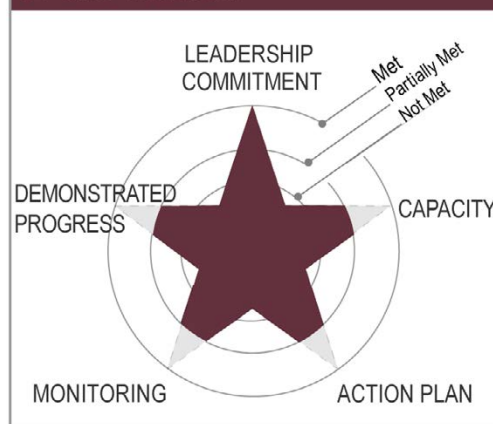 LEADERSHIP
COMMITMENT
Met
Partially Met
Not Met
DEMONSTRATED
PROGRESS
CAPACITY
MONITORING
ACTION PLAN